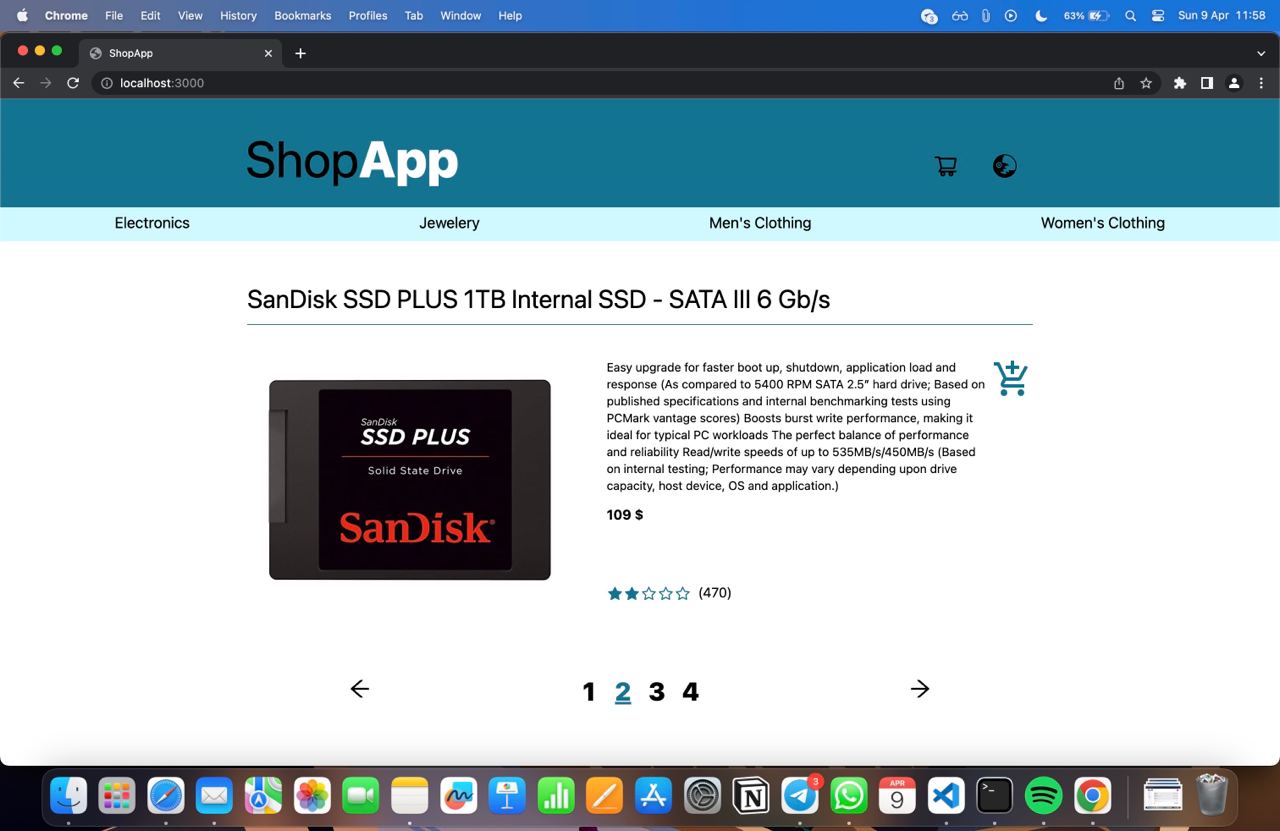 Chrome File Edit View History Bookmarks Profiles Tab Window Help 3 63% Sun 9 Apr 11:58
ShopApp
localhost:3000
ShopApp
Electronics Jewelery Men's Clothing Women's Clothing
SanDisk SSD PLUS 1TB Internal SSD - SATA III 6 Gb/s
SanDisk
SSD PLUS
Solid State Drive
SanDisk
Easy upgrade for faster boot up, shutdown, application load and
response (As compared to 5400 RPM SATA 2.5” hard drive; Based on
published specifications and internal benchmarking tests using
PCMark vantage scores) Boosts burst write performance, making it
ideal for typical PC workloads The perfect balance of performance
and reliability Read/write speeds of up to 535MB/s/450MB/s (Based
on internal testing; Performance may vary depending upon drive
capacity, host device, OS and application.)
109 $
(470)
1 2 3 4
3
APR
9